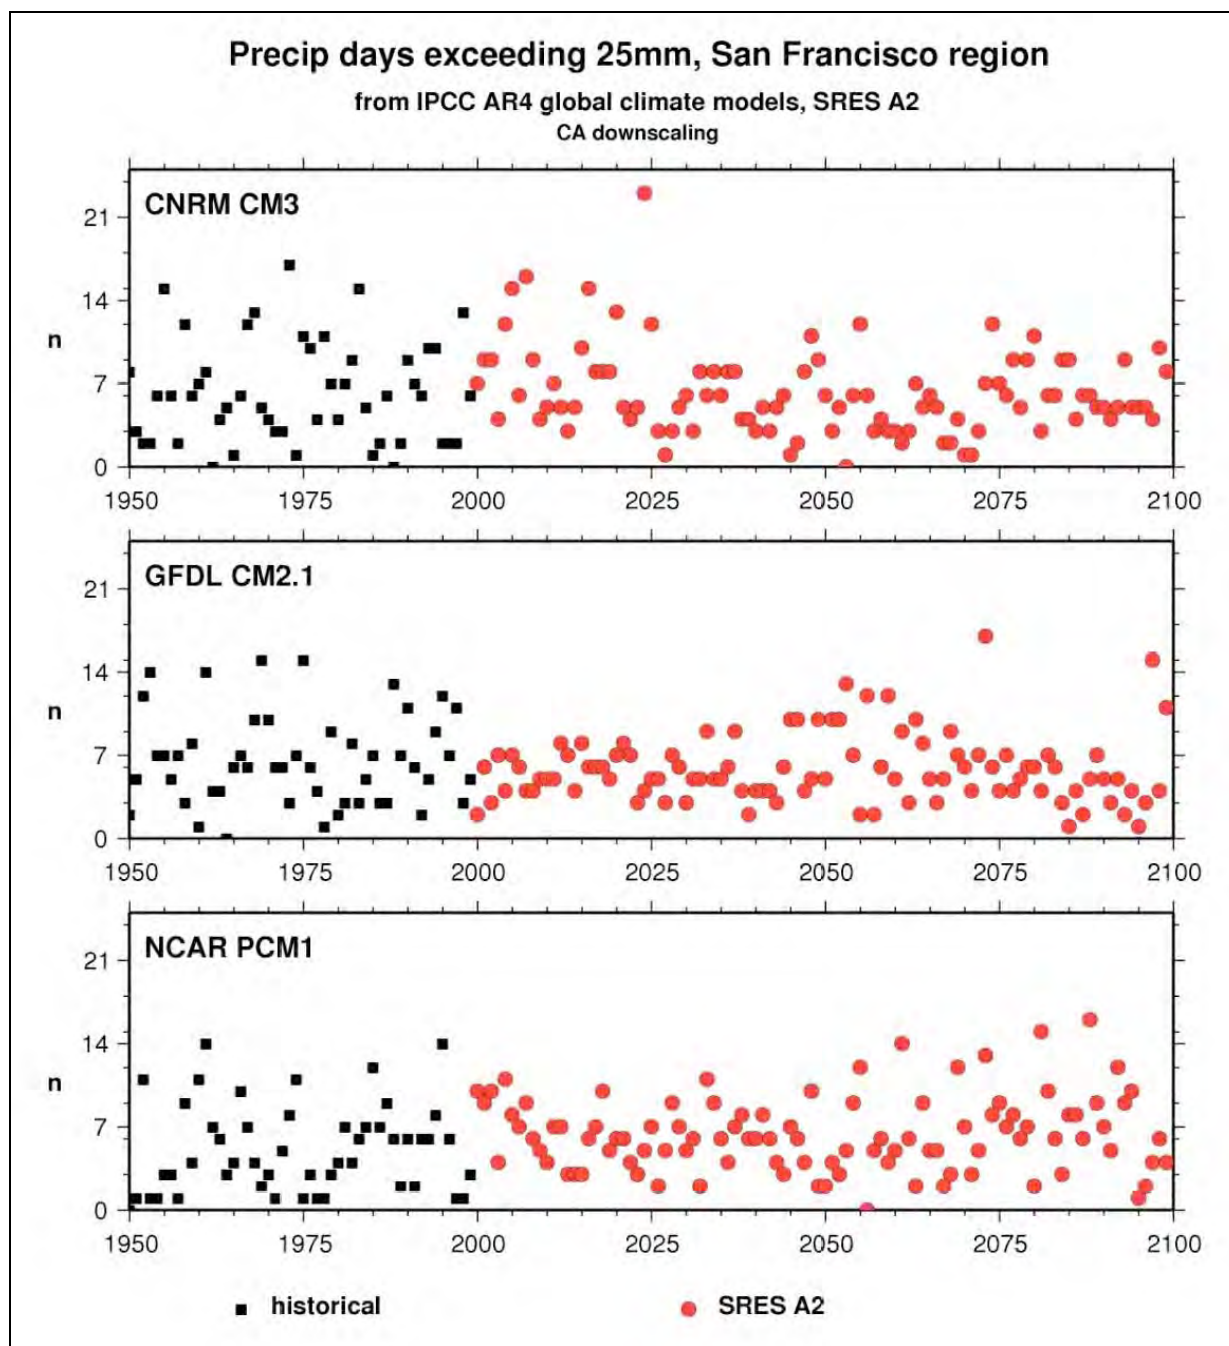 Precip days exceeding 25mm, San Francisco region
from IPCC AR4 global climate models, SRES A2
CA downscaling
CNRM CM3
21
14
n
7
0
1950 1975 2000 2025 2050 2075 2100
GFDL CM2.1
21
14
n
7
0
1950 1975 2000 2025 2050 2075 2100
NCAR PCM1
21
14
n
7
0
1950 1975 2000 2025 2050 2075 2100
historical SRES A2